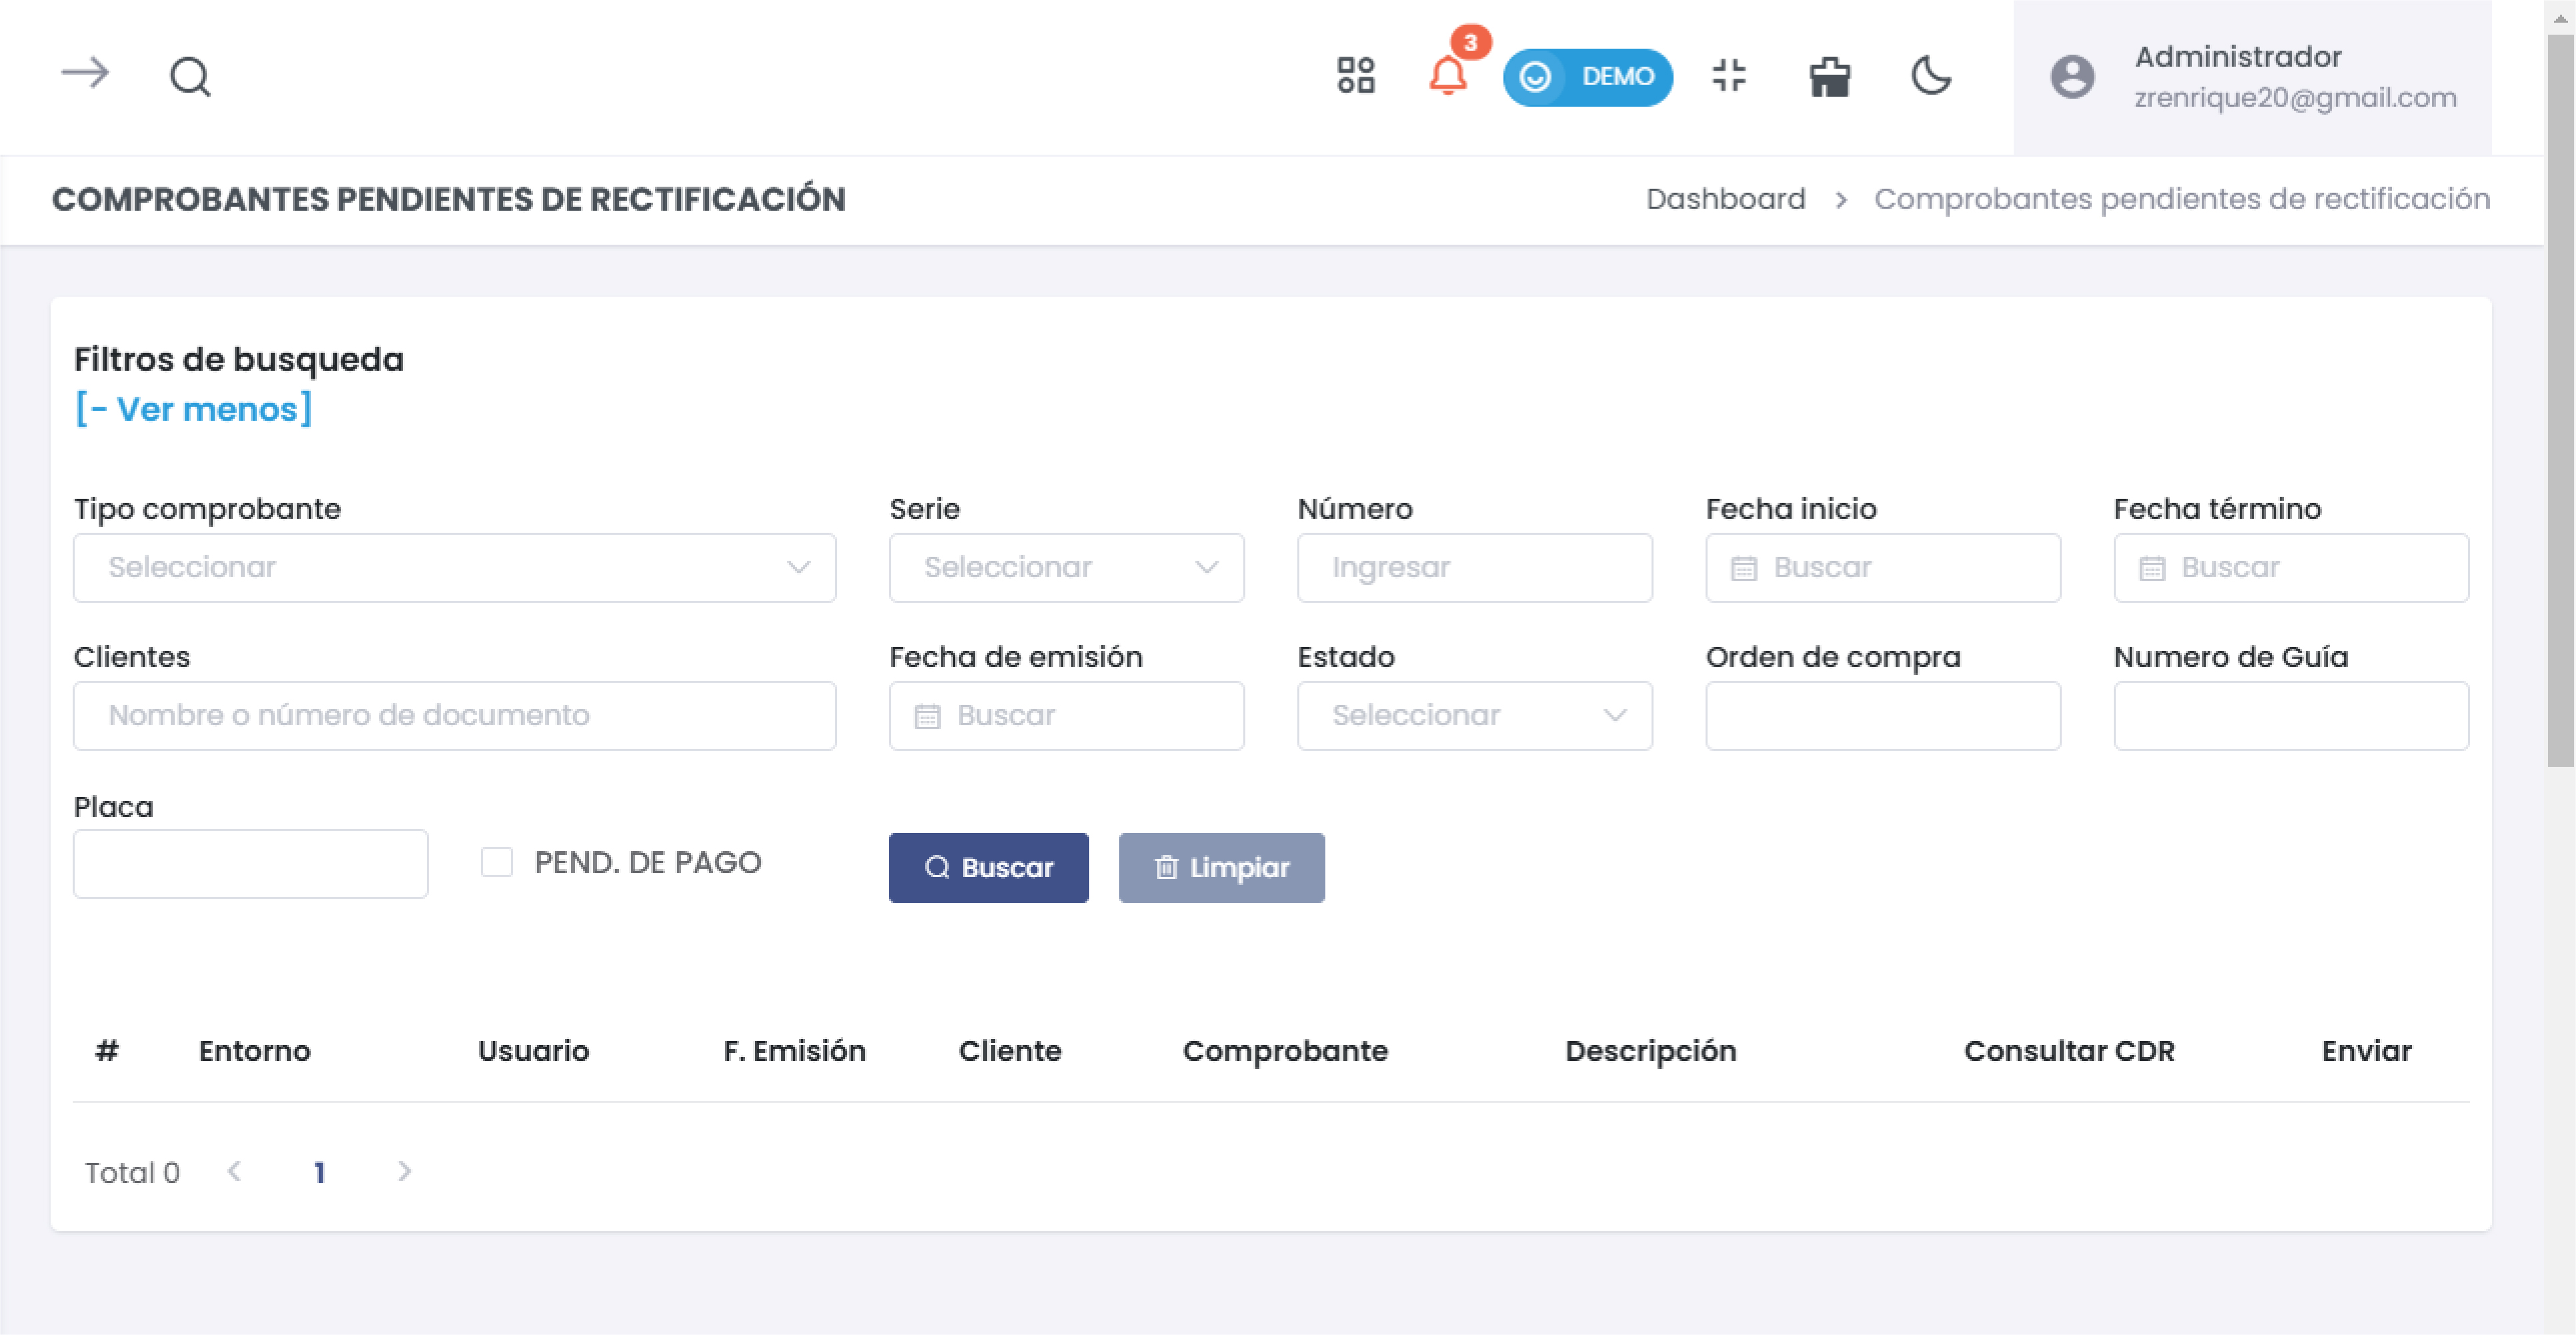 3
DEMO
Administrador
zrenrique20@gmail.com
COMPROBANTES PENDIENTES DE RECTIFICACIÓN
Dashboard > Comprobantes pendientes de rectificación
Filtros de busqueda
[- Ver menos]
Tipo comprobante Serie Número Fecha inicio Fecha término
Seleccionar Seleccionar Ingresar Buscar Buscar
Clientes Fecha de emisión Estado Orden de compra Numero de Guía
Nombre o número de documento Buscar Seleccionar
Placa
PEND. DE PAGO Buscar Limpiar
# Entorno Usuario F. Emisión Cliente Comprobante Descripción Consultar CDR Enviar
Total 0 < 1 >